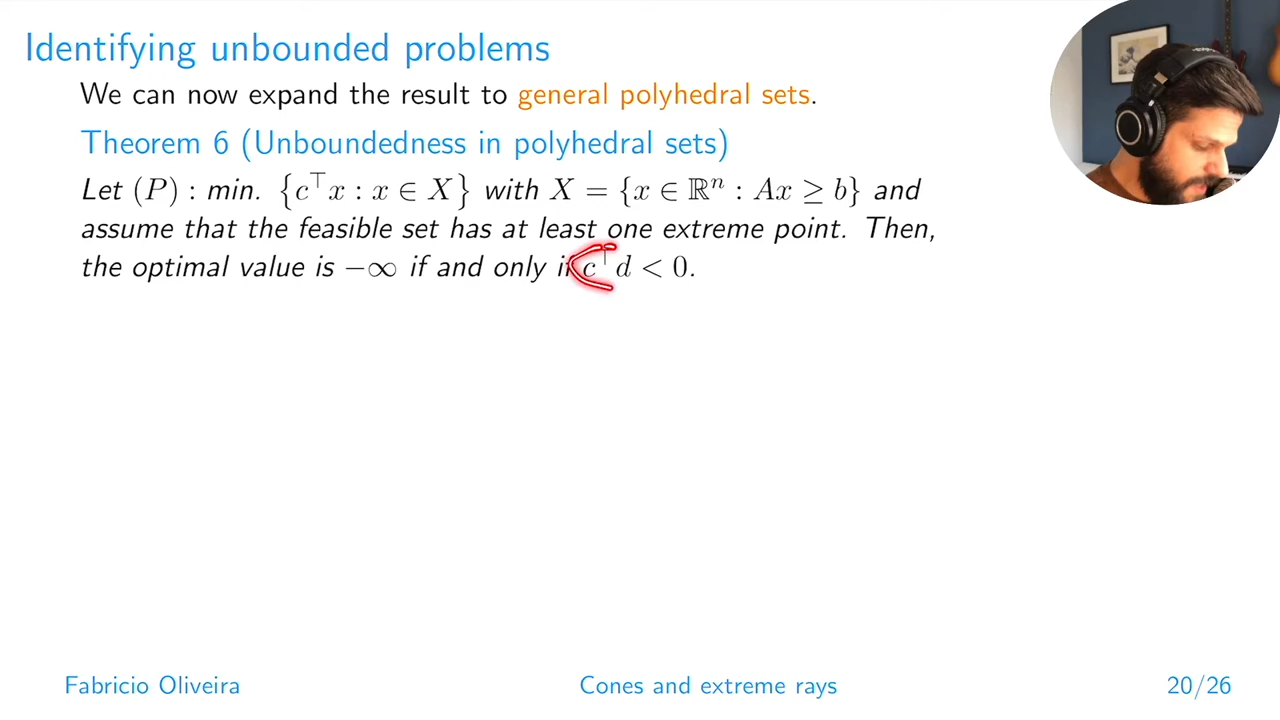 Identifying unbounded problems
We can now expand the result to general polyhedral sets.
Theorem 6 (Unboundedness in polyhedral sets)
Let (P) : min. {c⊤x : x ∈ X} with X = {x ∈ ℝⁿ : Ax ≥ b} and
assume that the feasible set has at least one extreme point. Then,
the optimal value is −∞ if and only if c⊤d < 0.
Fabricio Oliveira
Cones and extreme rays
20/26